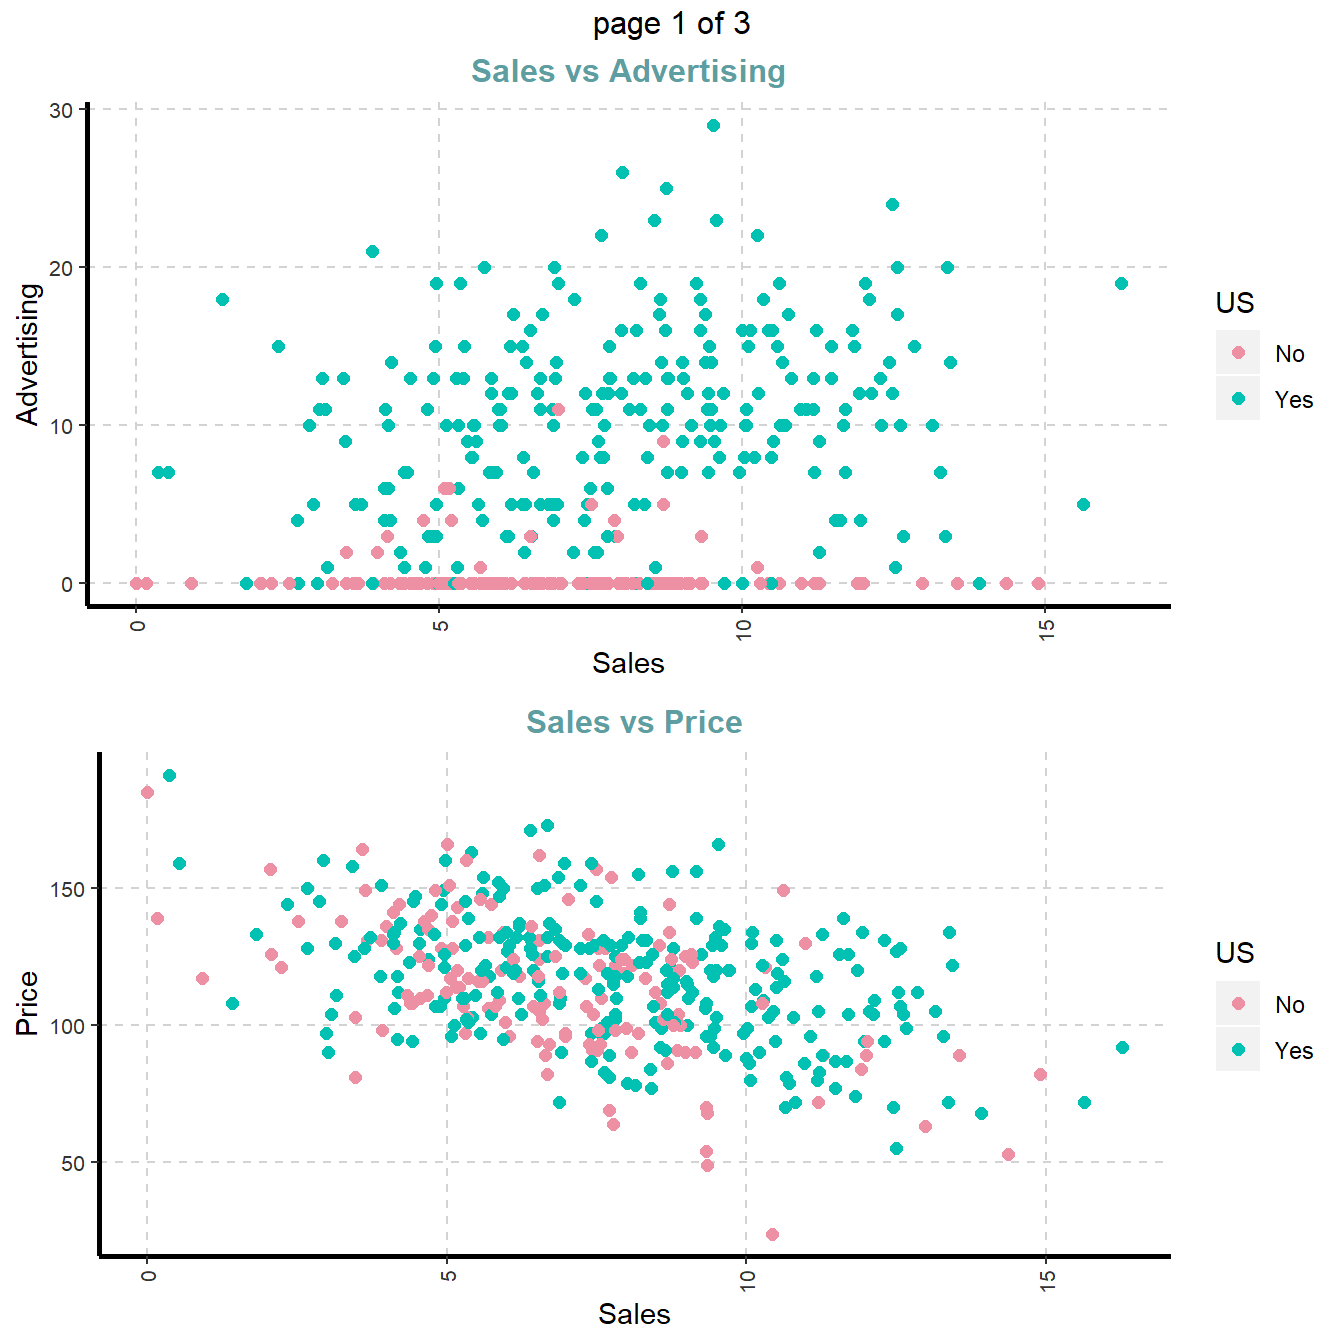 page 1 of 3
Sales vs Advertising
30
20
10
0
Advertising
0
5
10
15
Sales
US
No
Yes
Sales vs Price
150
100
50
Price
0
5
10
15
Sales
US
No
Yes